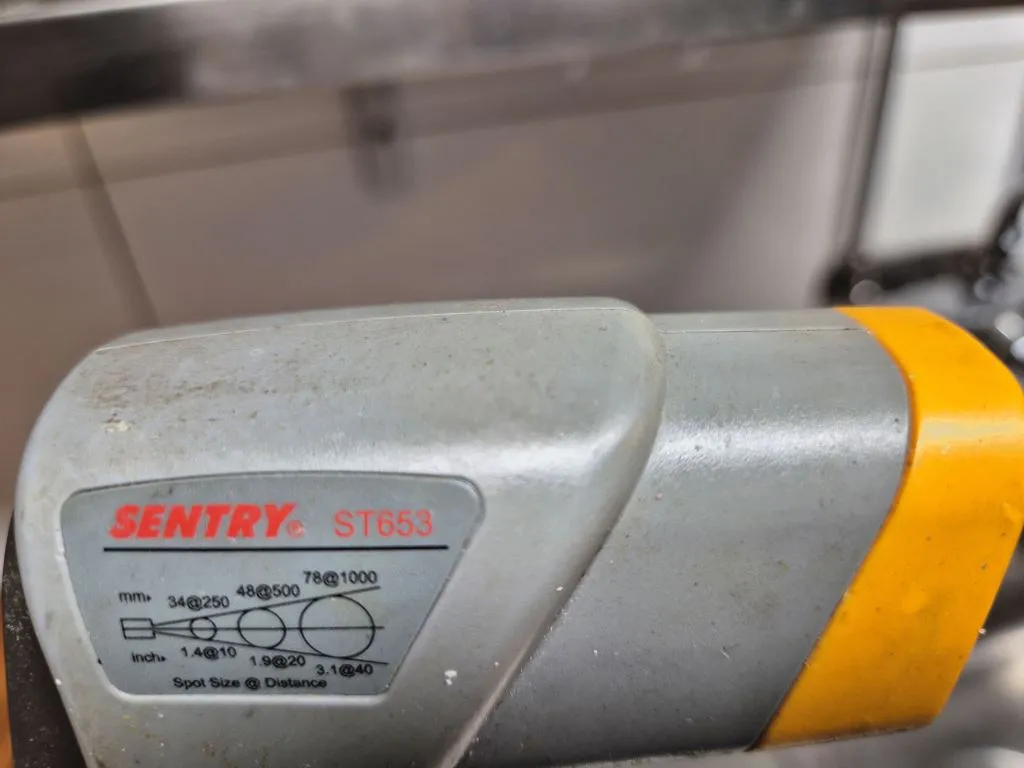 SENTRY® ST653
mm▸ 34@250 48@500 78@1000
inch▸ 1.4@10 1.9@20 3.1@40
Spot Size @ Distance